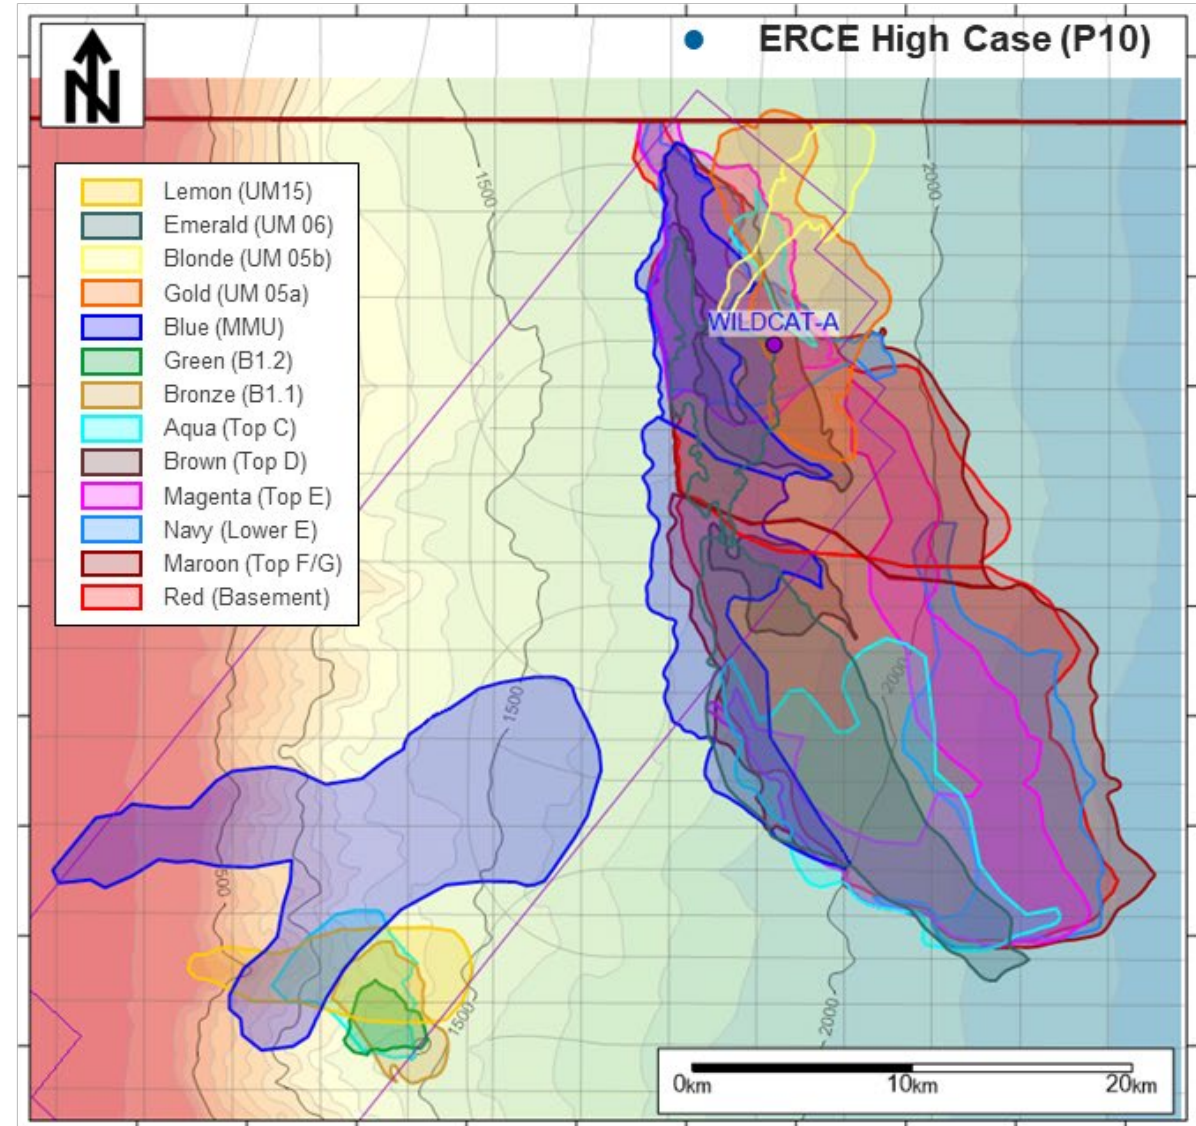 N
ERCE High Case (P10)
Lemon (UM15)
Emerald (UM 06)
Blonde (UM 05b)
Gold (UM 05a)
Blue (MMU)
Green (B1.2)
Bronze (B1.1)
Aqua (Top C)
Brown (Top D)
Magenta (Top E)
Navy (Lower E)
Maroon (Top F/G)
Red (Basement)
1500
2000
WILDCAT-A
2000
1500
500
1500
2000
0km
10km
20km